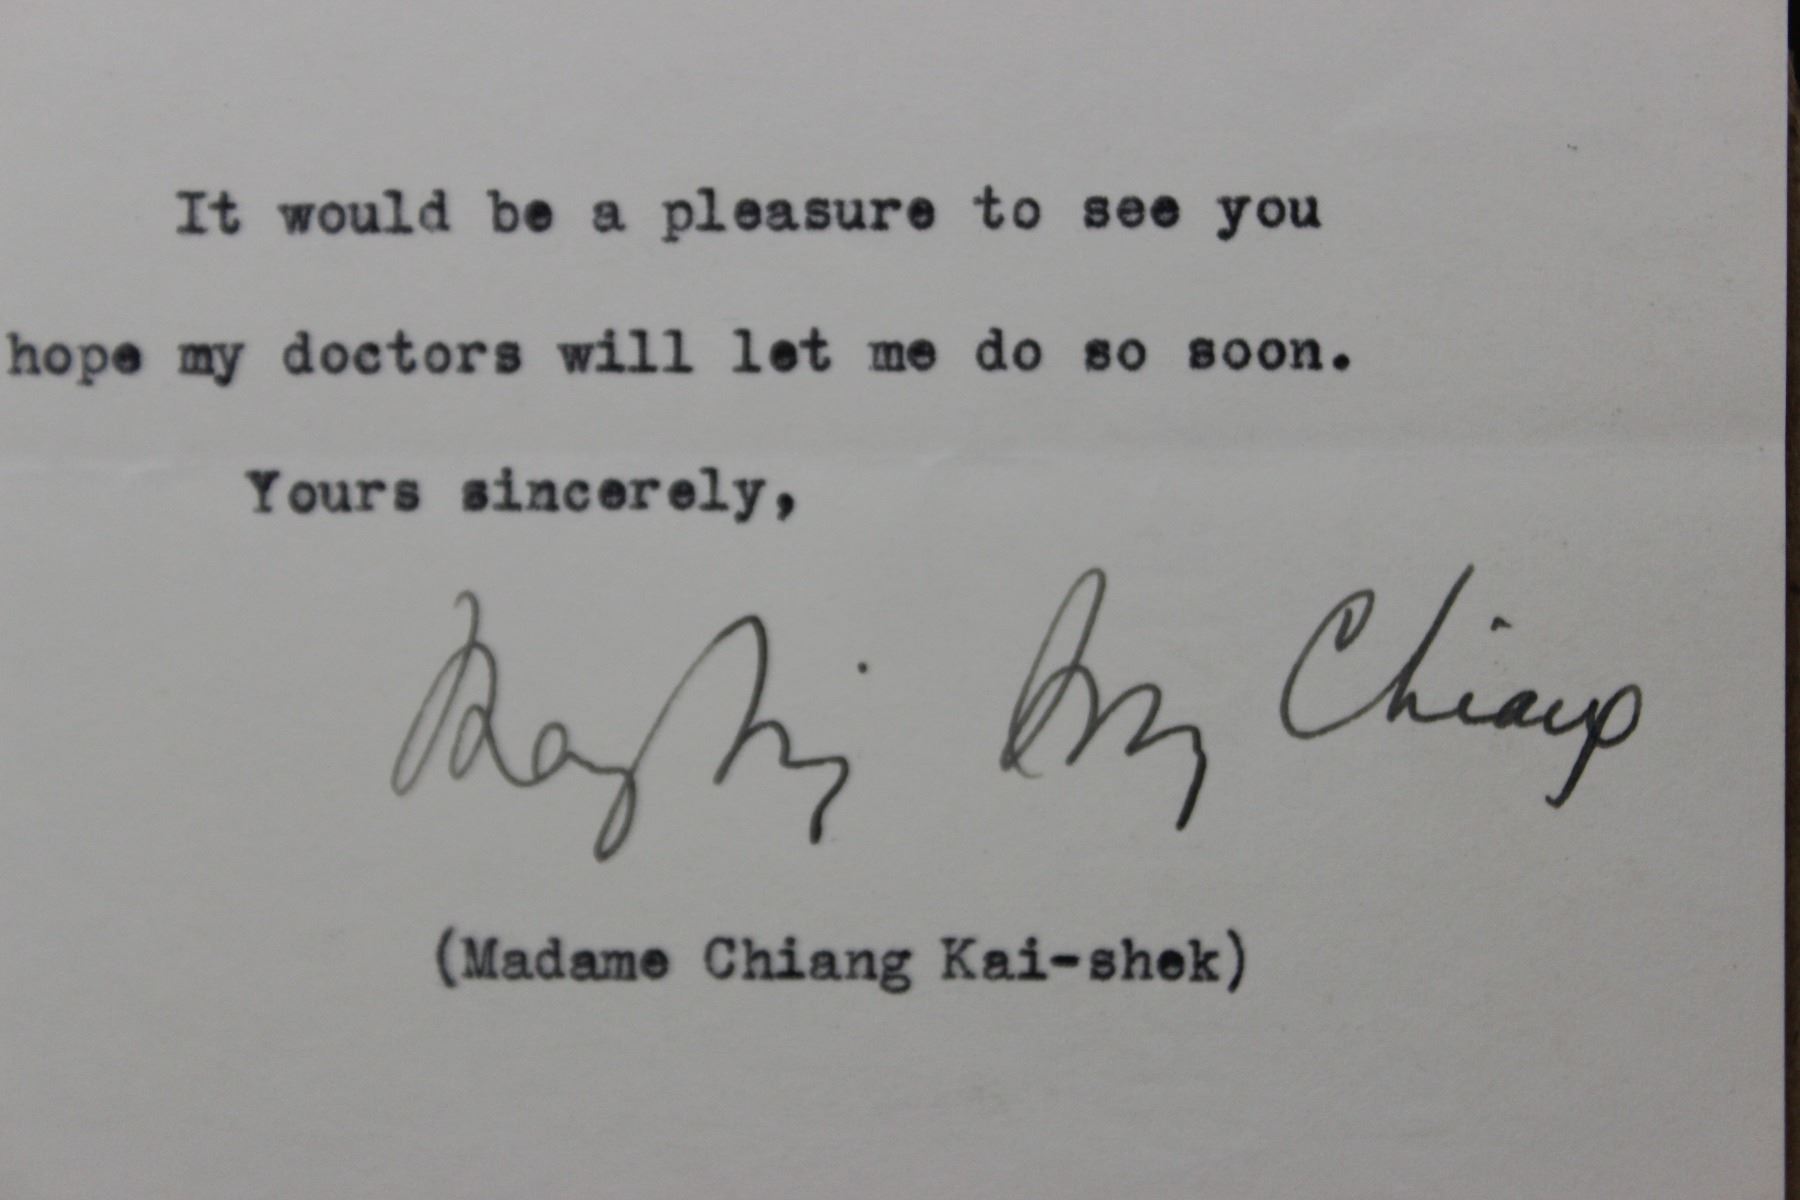 It would be a pleasure to see you
hope my doctors will let me do so soon.
Yours sincerely,
Mayling Soong Chiang
(Madame Chiang Kai-shek)